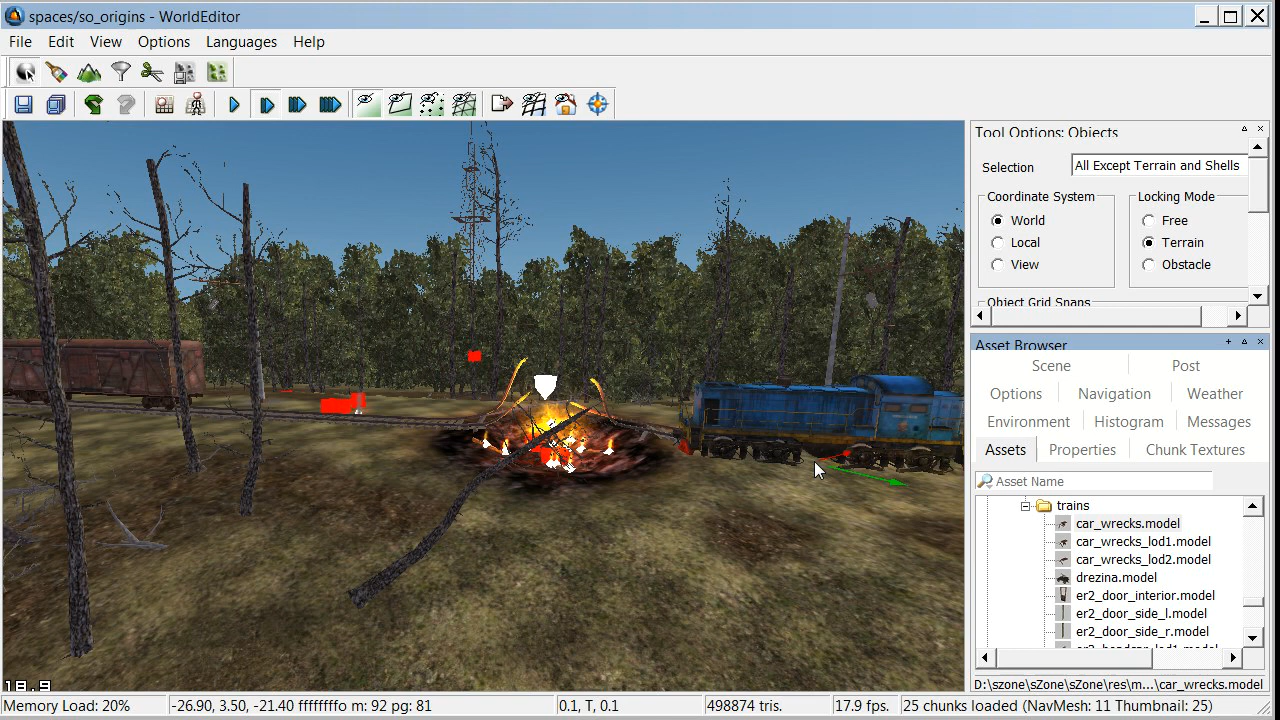 spaces/so_origins - WorldEditor
File Edit View Options Languages Help
Tool Options: Objects
Selection All Except Terrain and Shells
Coordinate System Locking Mode
World Free
Local Terrain
View Obstacle
Object Grid Snaps
Asset Browser
Scene Post
Options Navigation Weather
Environment Histogram Messages
Assets Properties Chunk Textures
Asset Name
trains
car_wrecks.model
car_wrecks_lod1.model
car_wrecks_lod2.model
drezina.model
er2_door_interior.model
er2_door_side_l.model
er2_door_side_r.model
18.9
D:\szone\sZone\sZone\res\m...\car_wrecks.model
Memory Load: 20% -26.90, 3.50, -21.40 ffffffffo m: 92 pg: 81 0.1, T, 0.1 498874 tris. 17.9 fps. 25 chunks loaded (NavMesh: 11 Thumbnail: 25)